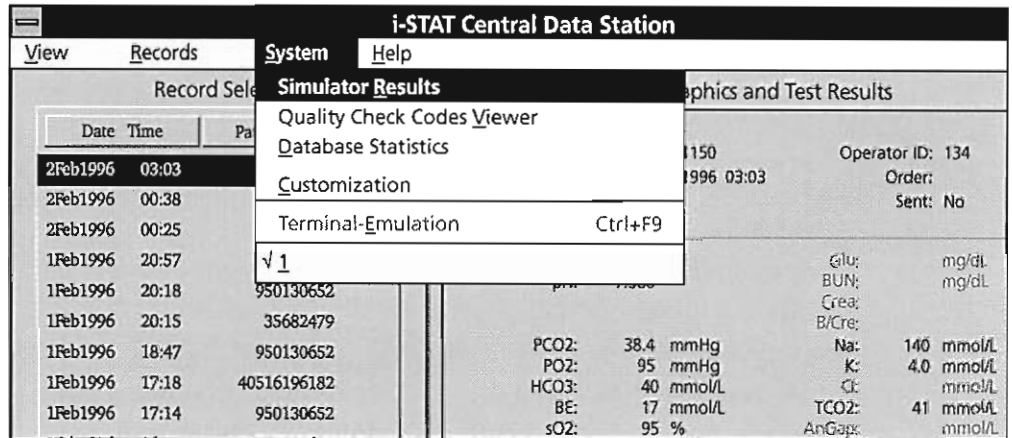 i-STAT Central Data Station
View Records System Help
Record Sele
Simulator Results
Quality Check Codes Viewer
Database Statistics
Customization
Terminal-Emulation Ctrl+F9
√ 1
phics and Test Results
Date Time Pa
2Feb1996 03:03
2Feb1996 00:38
2Feb1996 00:25
1Feb1996 20:57
1Feb1996 20:18 950130652
1Feb1996 20:15 35682479
1Feb1996 18:47 950130652
1Feb1996 17:18 40516196182
1Feb1996 17:14 950130652
1150 Operator ID: 134
1996 03:03 Order:
Sent: No
Glu: mg/dL
BUN: mg/dL
Crea:
B/Cre:
PCO2: 38.4 mmHg Na: 140 mmol/L
PO2: 95 mmHg K: 4.0 mmol/L
HCO3: 40 mmol/L Cl: mmol/L
BE: 17 mmol/L TCO2: 41 mmol/L
sO2: 95 % AnGap: mmol/L